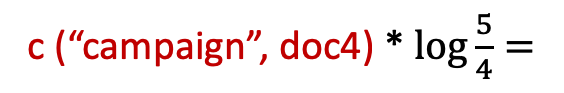 c (“campaign”, doc4) * log 5/4 =